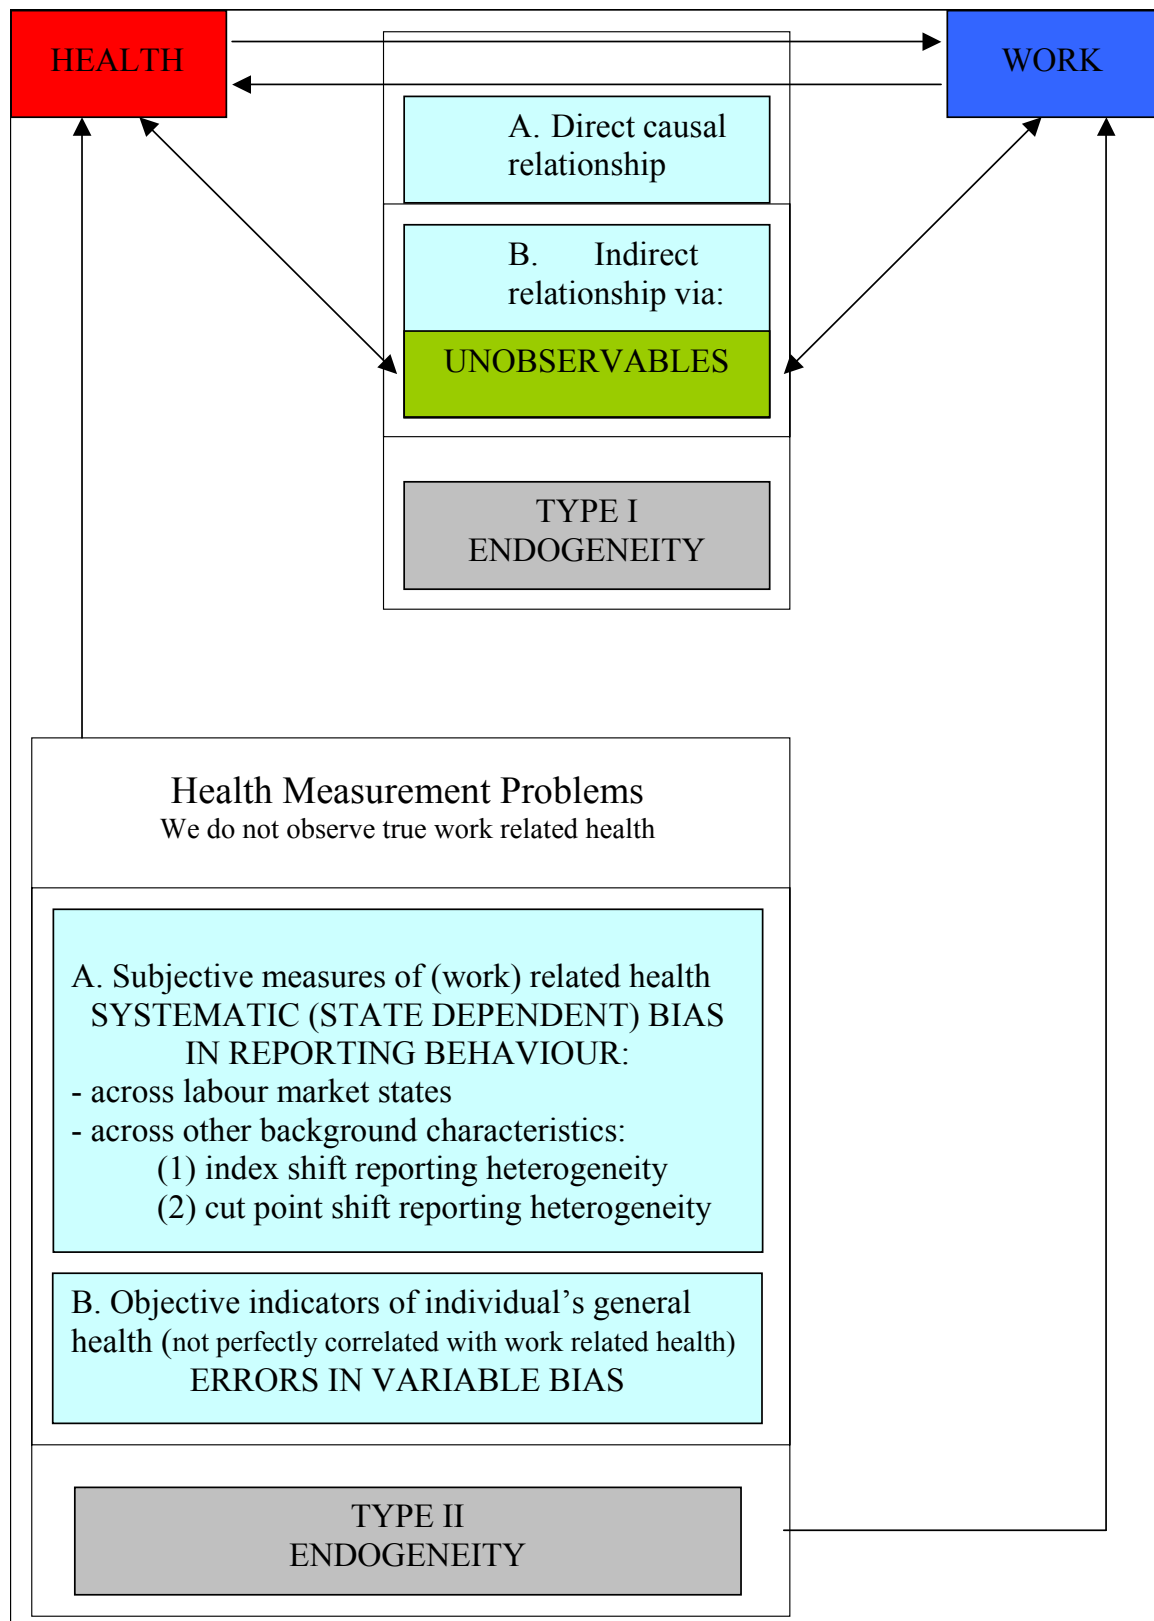 HEALTH
WORK
A. Direct causal
relationship
B. Indirect
relationship via:
UNOBSERVABLES
TYPE I
ENDOGENEITY
Health Measurement Problems
We do not observe true work related health
A. Subjective measures of (work) related health
SYSTEMATIC (STATE DEPENDENT) BIAS
IN REPORTING BEHAVIOUR:
- across labour market states
- across other background characteristics:
(1) index shift reporting heterogeneity
(2) cut point shift reporting heterogeneity
B. Objective indicators of individual’s general
health (not perfectly correlated with work related health)
ERRORS IN VARIABLE BIAS
TYPE II
ENDOGENEITY